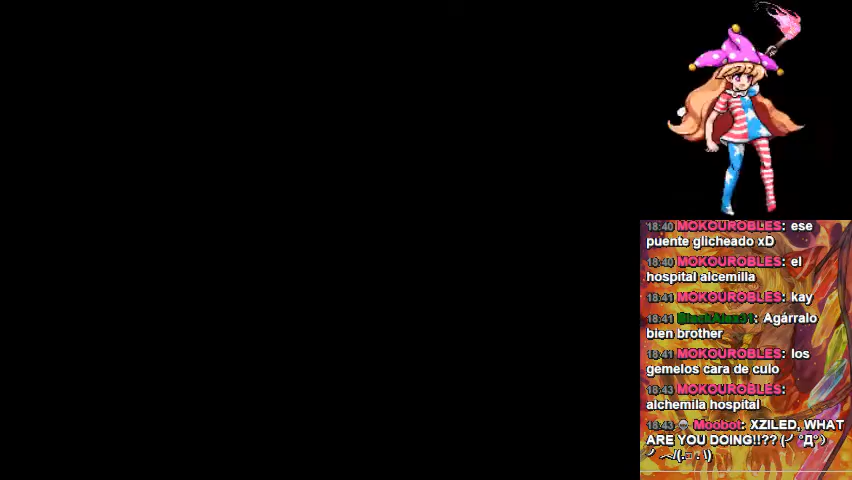 18:40 MOKOUROBLES: ese
puente glicheado xD
18:40 MOKOUROBLES: el
hospital alcemilla
18:41 MOKOUROBLES: kay
18:41 BlackAlex31: Agárralo
bien brother
18:41 MOKOUROBLES: los
gemelos cara de culo
18:43 MOKOUROBLES:
alchemila hospital
18:43 Moobot: XZILED, WHAT
ARE YOU DOING!!??